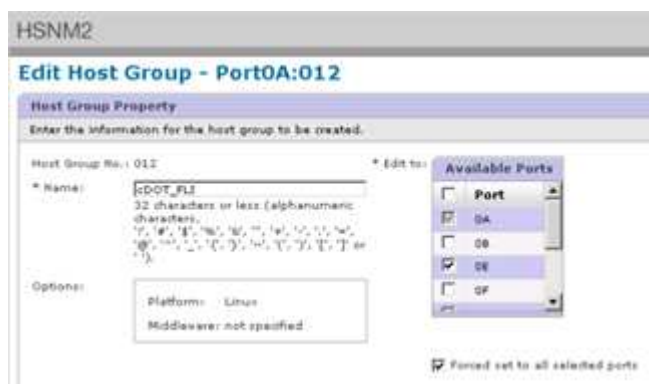 HSNM2
Edit Host Group - Port0A:012
Host Group Property
Enter the information for the host group to be created.
Host Group No.: 012
* Name: cDOT_FLI
32 characters or less (alphanumeric
characters,
* Edit to:
Available Ports
Port
0A
0B
0E
0F
Options:
Platform: Linux
Middleware: not specified
Forced set to all selected ports